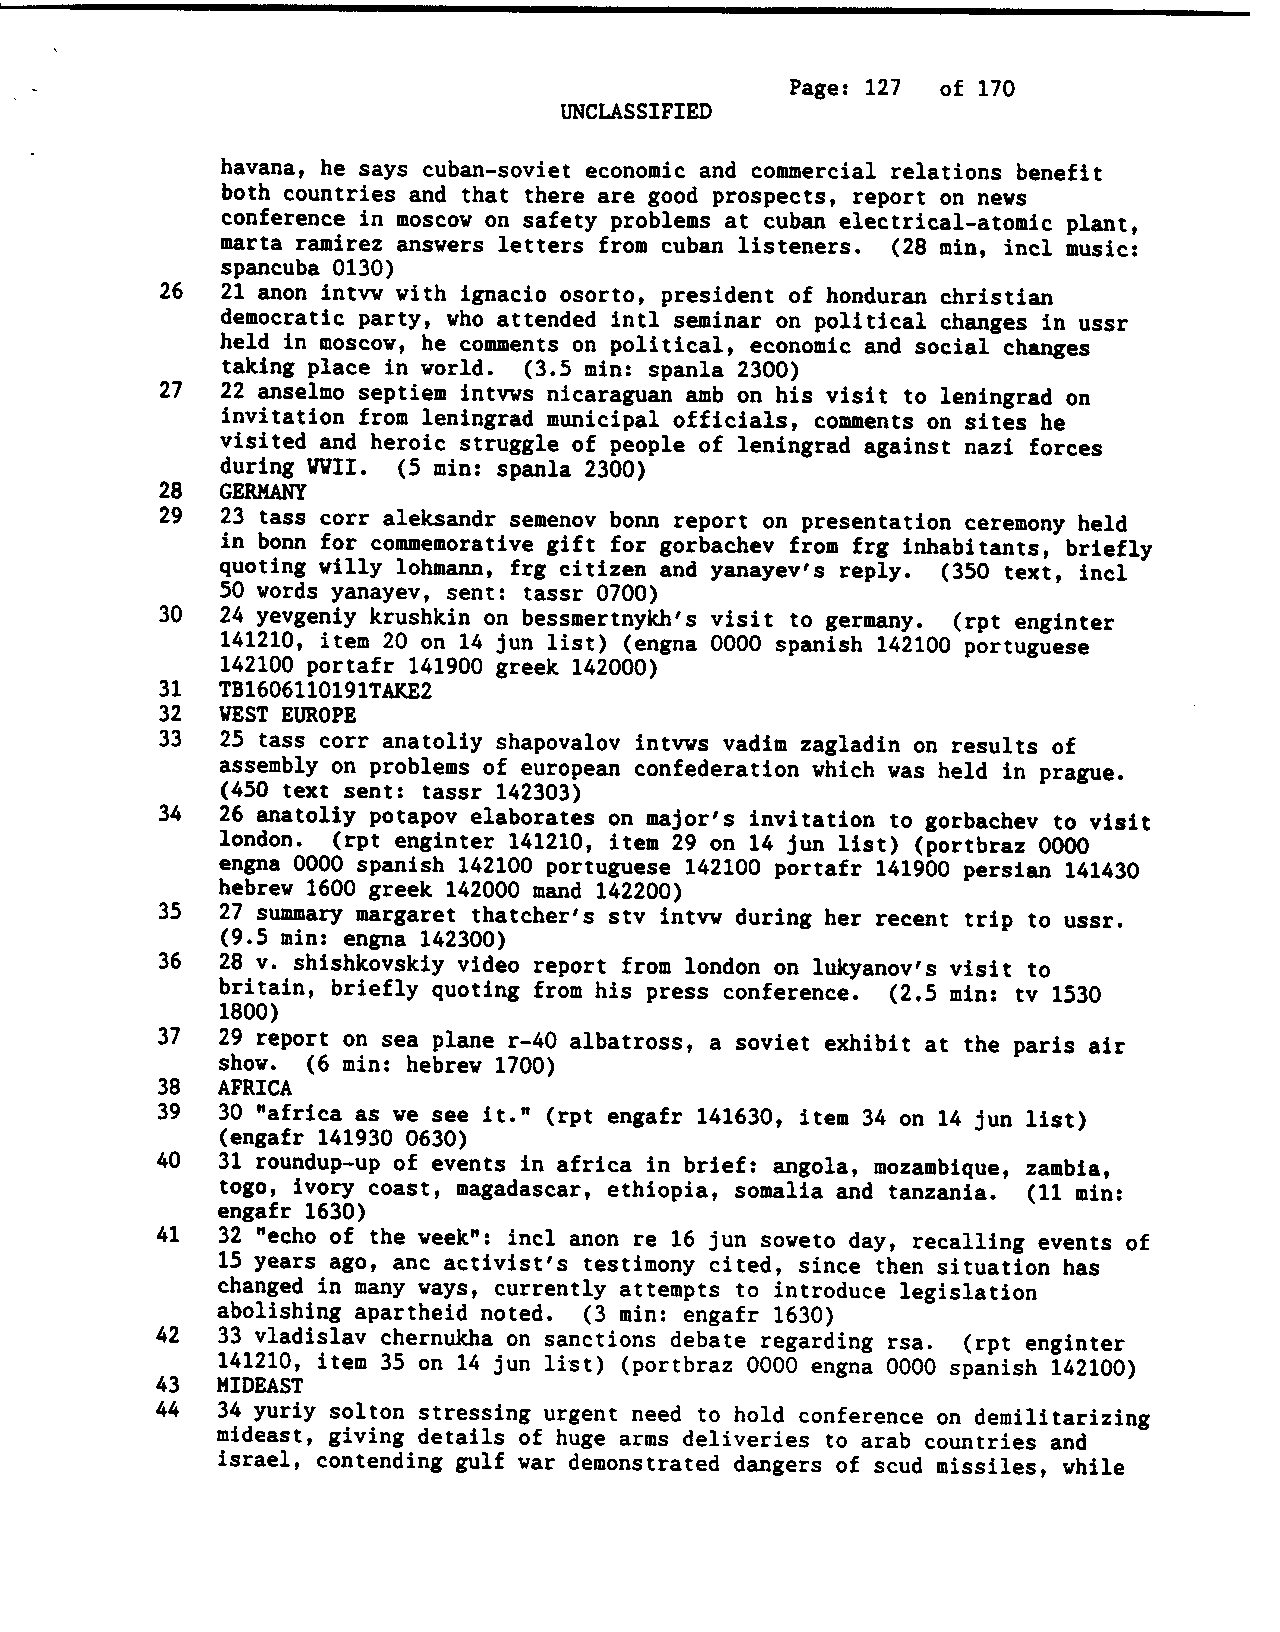 Page: 127 of 170
UNCLASSIFIED
havana, he says cuban-soviet economic and commercial relations benefit
both countries and that there are good prospects, report on news
conference in moscow on safety problems at cuban electrical-atomic plant,
marta ramirez answers letters from cuban listeners. (28 min, incl music:
spancuba 0130)
26 21 anon intvw with ignacio osorto, president of honduran christian
democratic party, who attended intl seminar on political changes in ussr
held in moscow, he comments on political, economic and social changes
taking place in world. (3.5 min: spanla 2300)
27 22 anselmo septiem intvws nicaraguan amb on his visit to leningrad on
invitation from leningrad municipal officials, comments on sites he
visited and heroic struggle of people of leningrad against nazi forces
during WWII. (5 min: spanla 2300)
28 GERMANY
29 23 tass corr aleksandr semenov bonn report on presentation ceremony held
in bonn for commemorative gift for gorbachev from frg inhabitants, briefly
quoting willy lohmann, frg citizen and yanayev's reply. (350 text, incl
50 words yanayev, sent: tassr 0700)
30 24 yevgeniy krushkin on bessmertnykh's visit to germany. (rpt enginter
141210, item 20 on 14 jun list) (engna 0000 spanish 142100 portuguese
142100 portafr 141900 greek 142000)
31 TB1606110191TAKE2
32 WEST EUROPE
33 25 tass corr anatoliy shapovalov intvws vadim zagladin on results of
assembly on problems of european confederation which was held in prague.
(450 text sent: tassr 142303)
34 26 anatoliy potapov elaborates on major's invitation to gorbachev to visit
london. (rpt enginter 141210, item 29 on 14 jun list) (portbraz 0000
engna 0000 spanish 142100 portuguese 142100 portafr 141900 persian 141430
hebrew 1600 greek 142000 mand 142200)
35 27 summary margaret thatcher's stv intvw during her recent trip to ussr.
(9.5 min: engna 142300)
36 28 v. shishkovskiy video report from london on lukyanov's visit to
britain, briefly quoting from his press conference. (2.5 min: tv 1530
1800)
37 29 report on sea plane r-40 albatross, a soviet exhibit at the paris air
show. (6 min: hebrew 1700)
38 AFRICA
39 30 "africa as we see it." (rpt engafr 141630, item 34 on 14 jun list)
(engafr 141930 0630)
40 31 roundup-up of events in africa in brief: angola, mozambique, zambia,
togo, ivory coast, magadascar, ethiopia, somalia and tanzania. (11 min:
engafr 1630)
41 32 "echo of the week": incl anon re 16 jun soweto day, recalling events of
15 years ago, anc activist's testimony cited, since then situation has
changed in many ways, currently attempts to introduce legislation
abolishing apartheid noted. (3 min: engafr 1630)
42 33 vladislav chernukha on sanctions debate regarding rsa. (rpt enginter
141210, item 35 on 14 jun list) (portbraz 0000 engna 0000 spanish 142100)
43 MIDEAST
44 34 yuriy solton stressing urgent need to hold conference on demilitarizing
mideast, giving details of huge arms deliveries to arab countries and
israel, contending gulf war demonstrated dangers of scud missiles, while